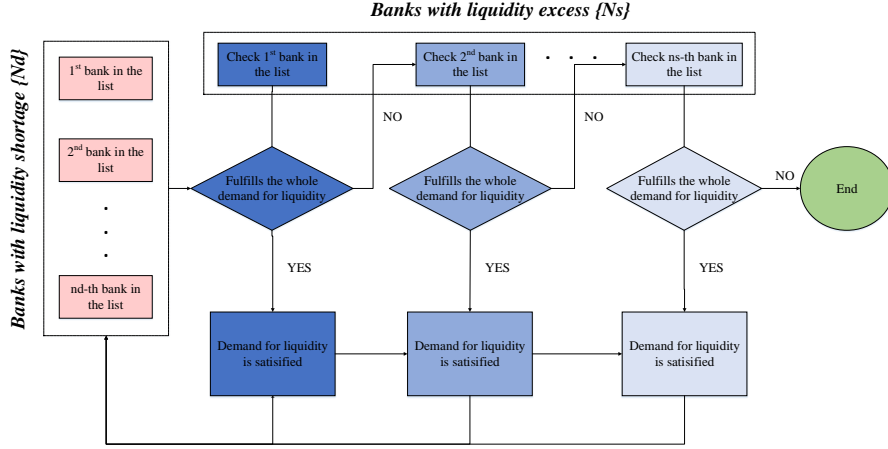 Banks with liquidity excess {Ns}
Banks with liquidity shortage {Nd}
1st bank in the
list
2nd bank in the
list
.
.
.
nd-th bank in
the list
Check 1st bank
in the list
Check 2nd bank
in the list
. . .
Check ns-th bank in
the list
NO
NO
Fulfills the whole
demand for liquidity
Fulfills the whole
demand for liquidity
Fulfills the whole
demand for liquidity
NO
End
YES
YES
YES
Demand for liquidity
is satisified
Demand for liquidity
is satisified
Demand for liquidity
is satisified